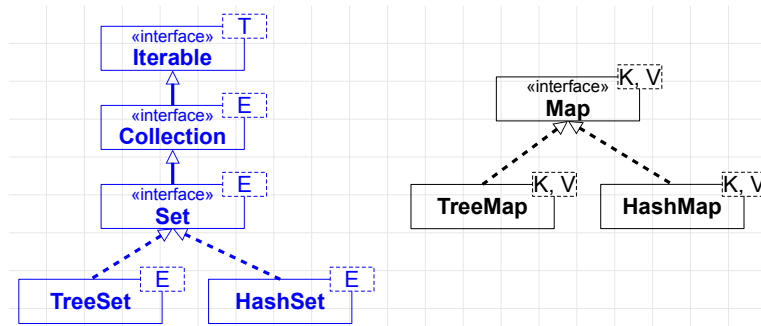 T
«interface»
Iterable
E
«interface»
Collection
E
«interface»
Set
E
TreeSet
E
HashSet
K, V
«interface»
Map
K, V
TreeMap
K, V
HashMap